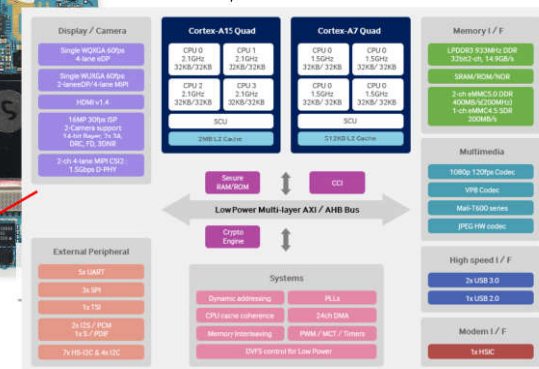 Display / Camera
Single WQXGA 60fps
4-lane eDP
Single WUXGA 60fps
2-laneeDP/4-lane MIPI
HDMI v1.4
16MP 30fps ISP
2-Camera support
14-bit Bayer, 2x 3A,
DRC, FD, 3DNR
2-ch 4-lane MIPI CSI2 :
1.5Gbps D-PHY
Cortex-A15 Quad
CPU 0
2.1GHz
32KB/32KB
CPU 1
2.1GHz
32KB/32KB
CPU 2
2.1GHz
32KB/32KB
CPU 3
2.1GHz
32KB/32KB
SCU
2MB L2 Cache
Cortex-A7 Quad
CPU 0
1.5GHz
32KB/ 32KB
CPU 0
1.5GHz
32KB/32KB
CPU 0
1.5GHz
32KB/ 32KB
CPU 0
1.5GHz
32KB/32KB
SCU
512KB L2 Cache
Memory I / F
LPDDR3 933MHz DDR
32bit2-ch, 14.9GB/s
SRAM/ROM/NOR
2-ch eMMC5.0 DDR
400MB/s(200MHz)
1-ch eMMC4.5 SDR
200MB/s
Secure
RAM/ROM
CCI
Low Power Multi-layer AXI / AHB Bus
Crypto
Engine
Multimedia
1080p 120fps Codec
VP8 Codec
Mali-T600 series
JPEG HW codec
External Peripheral
5x UART
3x SPI
1x TSI
2x I2S / PCM
1x S / PDIF
7x HS-I2C & 4x I2C
Systems
Dynamic addressing
PLLs
CPU cache coherence
24ch DMA
Memory Interleaving
PWM / MCT / Timers
DVFS control for Low Power
High speed I / F
2x USB 3.0
1x USB 2.0
Modem I / F
1x HSIC